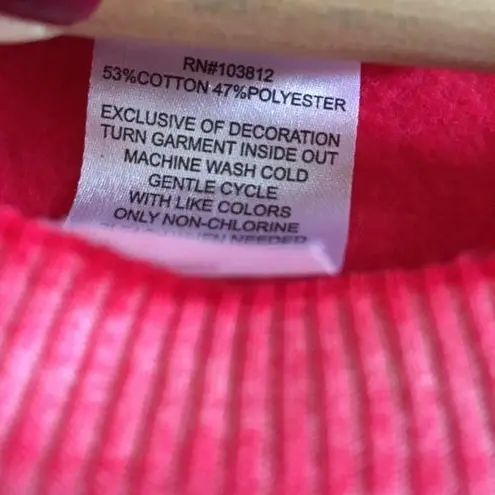 RN#103812
53%COTTON 47%POLYESTER
EXCLUSIVE OF DECORATION
TURN GARMENT INSIDE OUT
MACHINE WASH COLD
GENTLE CYCLE
WITH LIKE COLORS
ONLY NON-CHLORINE
NEEDED